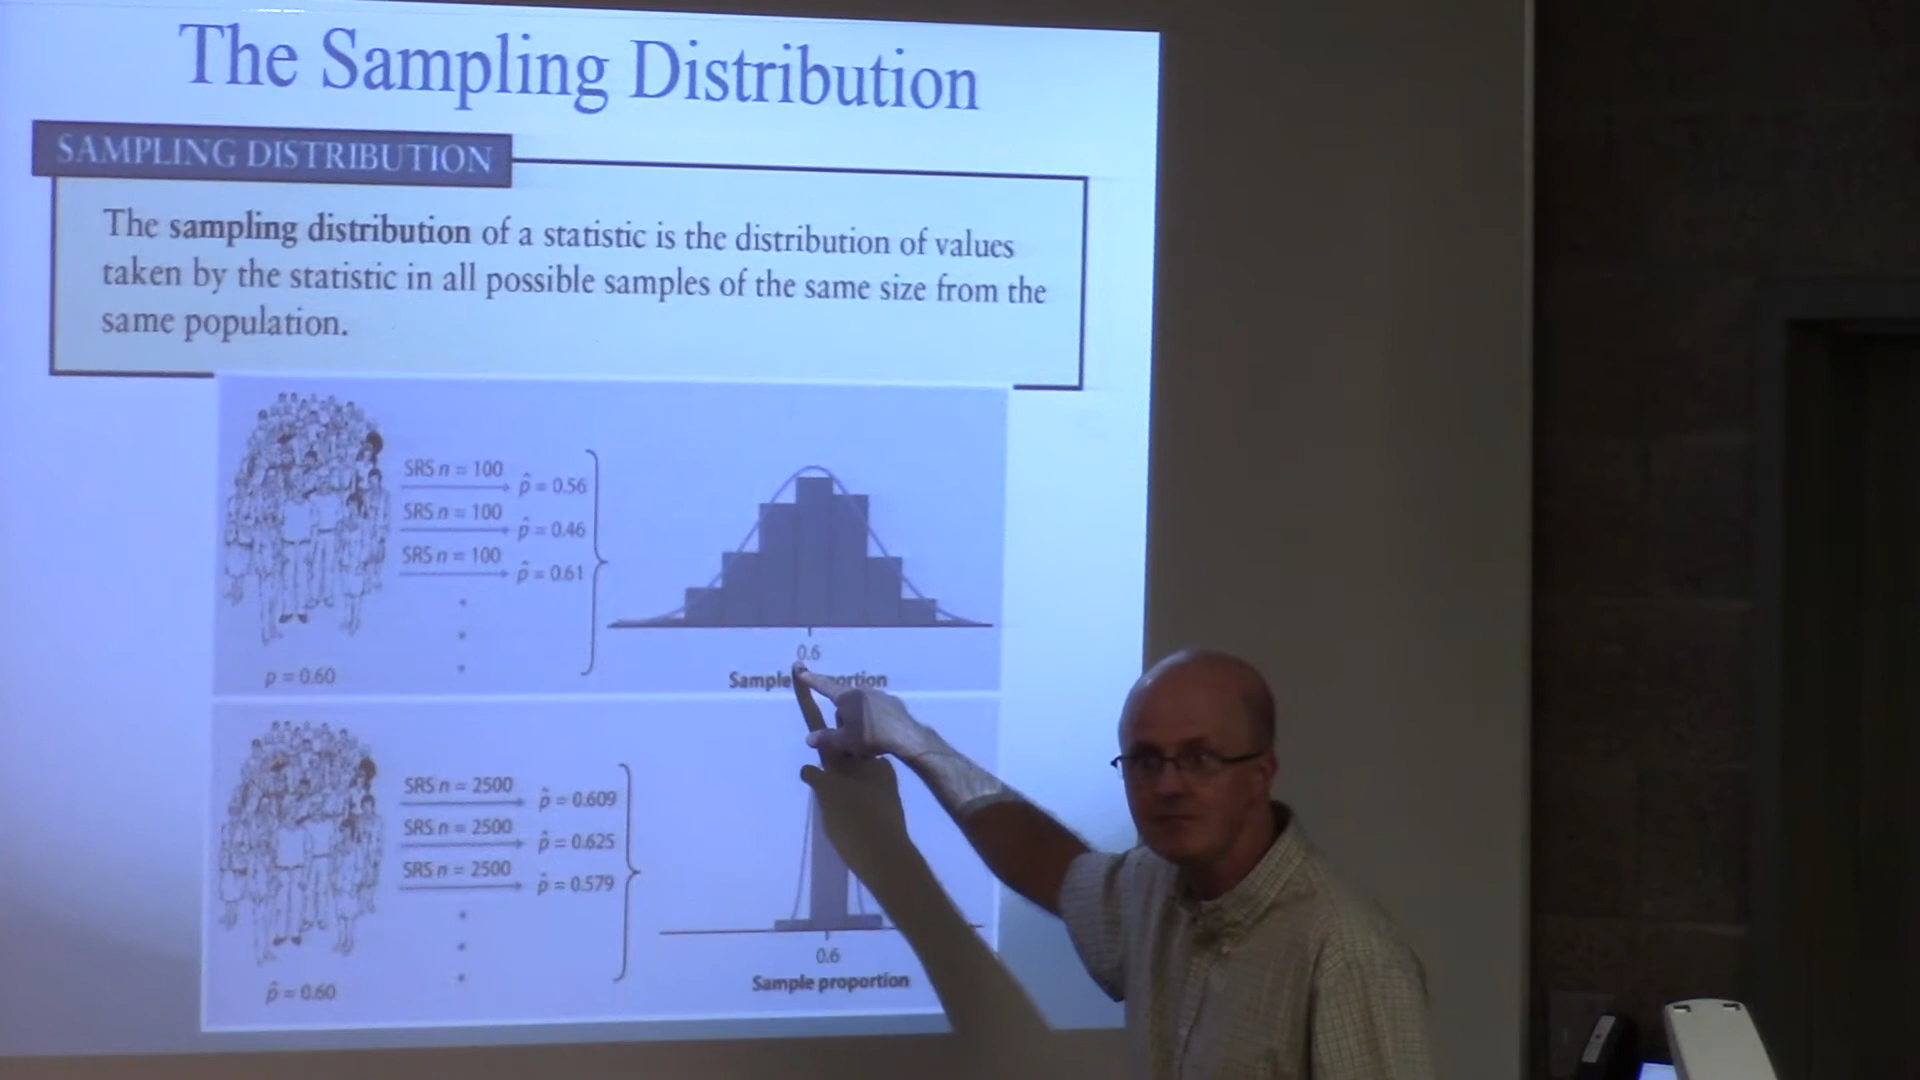 The Sampling Distribution
SAMPLING DISTRIBUTION
The sampling distribution of a statistic is the distribution of values
taken by the statistic in all possible samples of the same size from the
same population.
SRS n = 100
p̂ = 0.56
SRS n = 100
p̂ = 0.46
SRS n = 100
p̂ = 0.61
p = 0.60
0.6
Sample
SRS n = 2500
p̂ = 0.609
SRS n = 2500
p̂ = 0.625
SRS n = 2500
p̂ = 0.579
p̂ = 0.60
0.6
Sample proportion